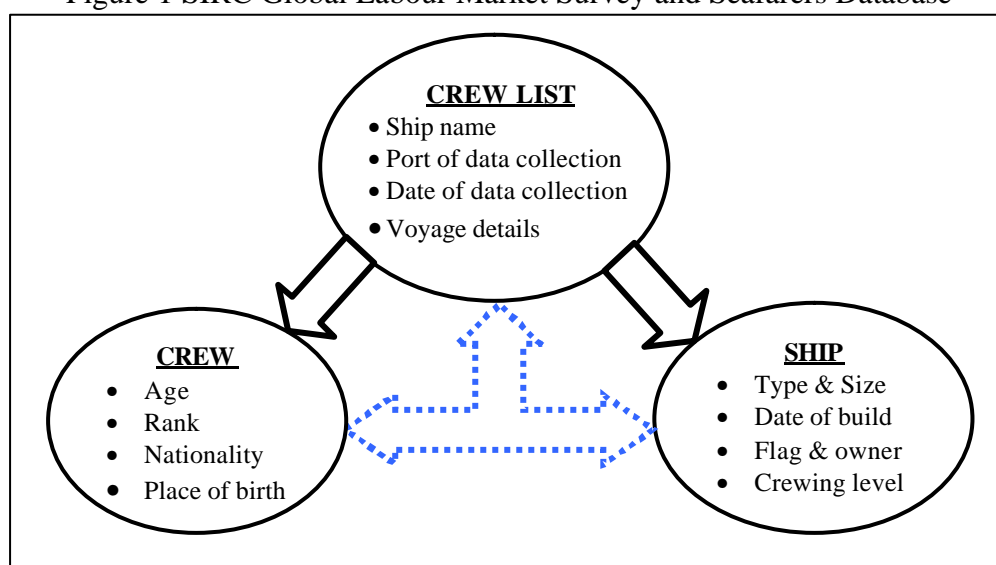 Figure 1 SIRC Global Labour Market Survey and Seafarers Database
CREW LIST
• Ship name
• Port of data collection
• Date of data collection
• Voyage details
CREW
• Age
• Rank
• Nationality
• Place of birth
SHIP
• Type & Size
• Date of build
• Flag & owner
• Crewing level